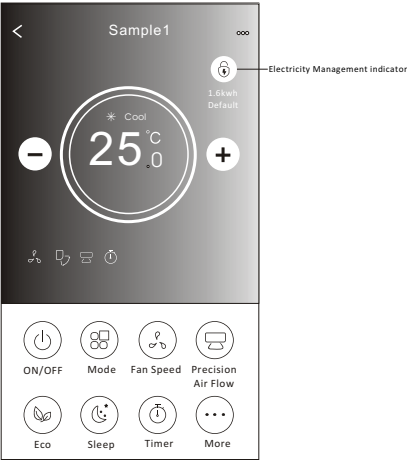 Sample1
Electricity Management indicator
1.6kwh
Default
Cool
25.0°C
ON/OFF
Mode
Fan Speed
Precision
Air Flow
Eco
Sleep
Timer
More